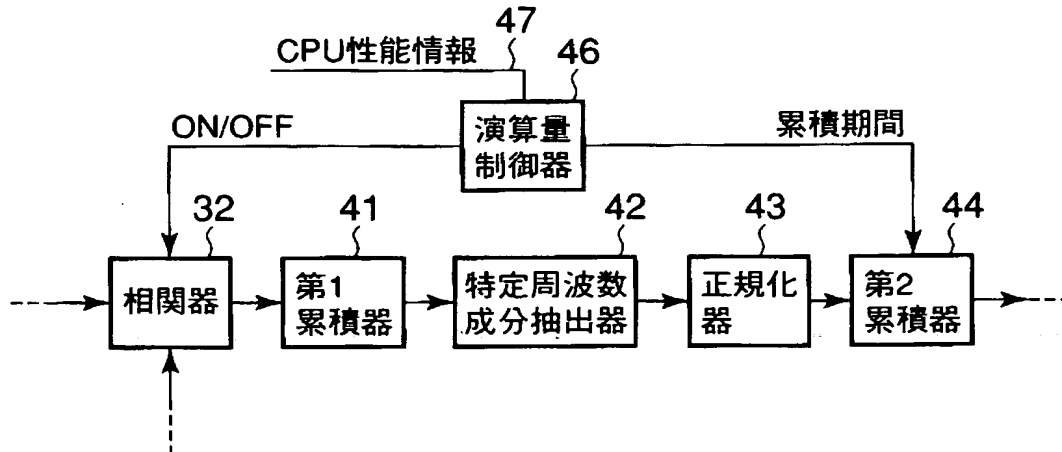 47
CPU性能情報
46
ON/OFF
演算量
制御器
累積期間
32
相関器
41
第1
累積器
42
特定周波数
成分抽出器
43
正規化
器
44
第2
累積器